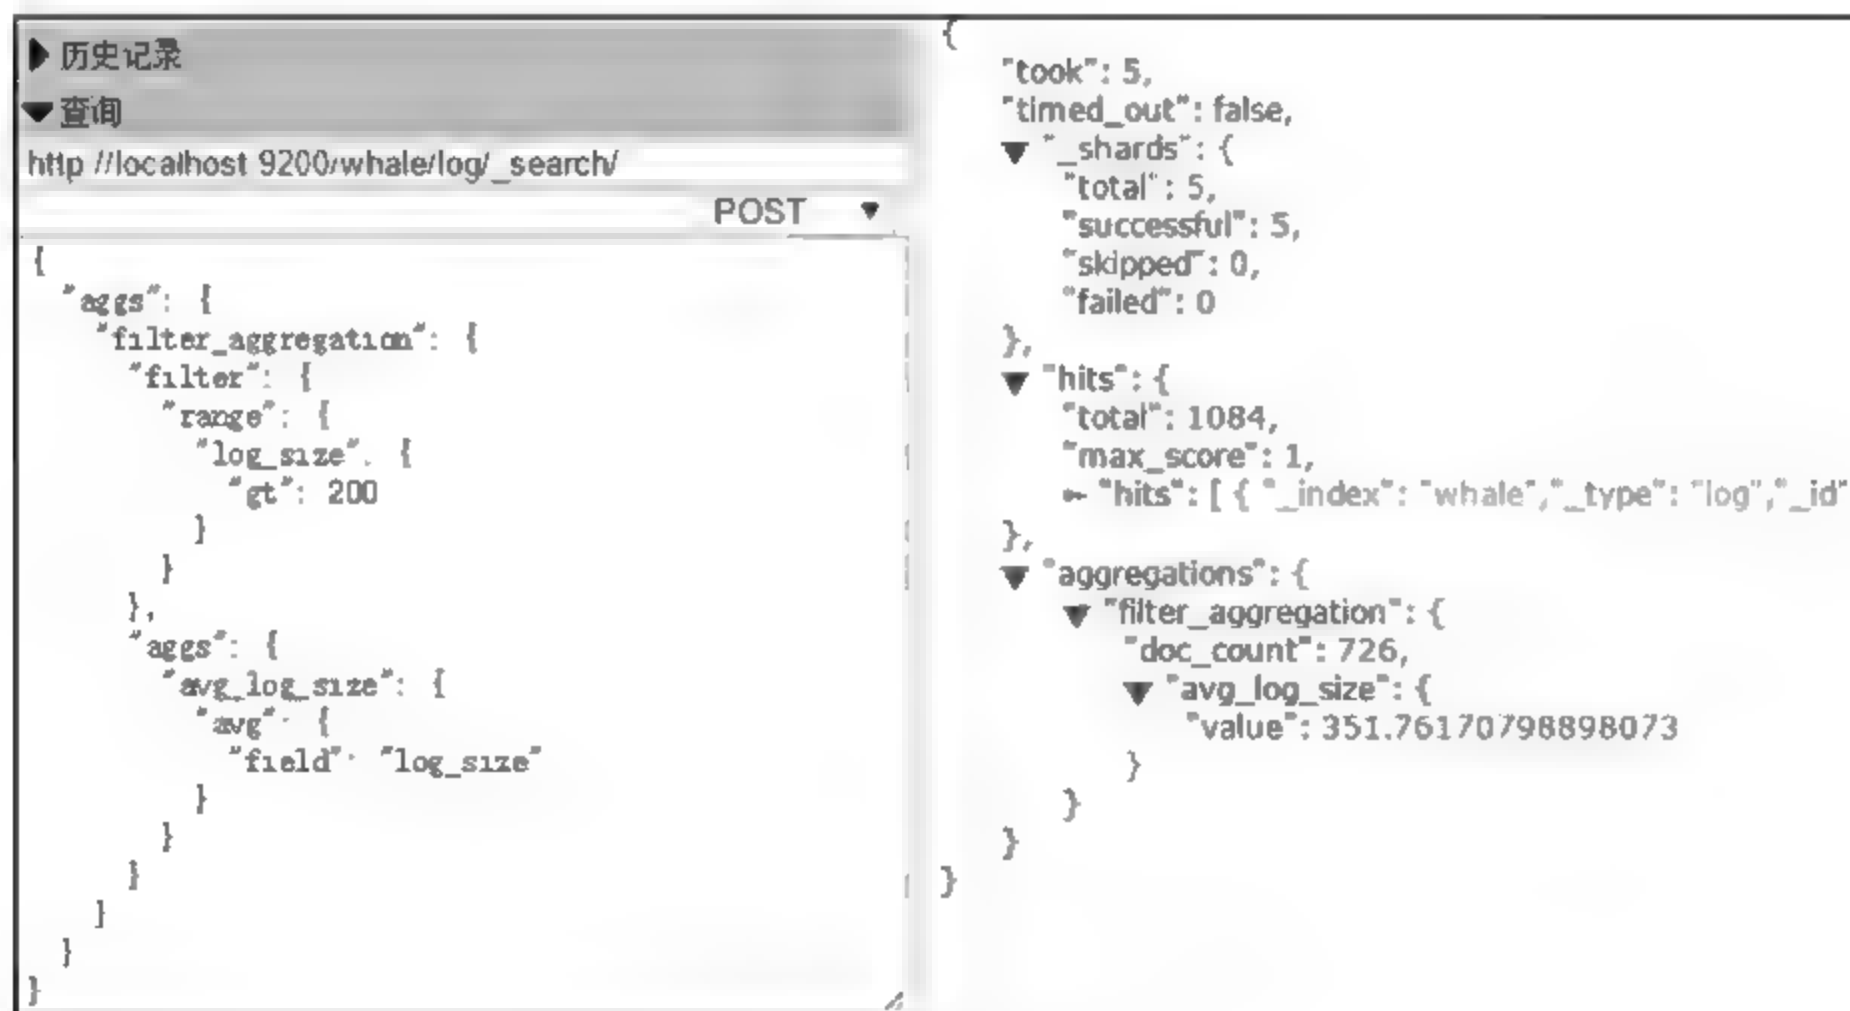 历史记录
查询
http //localhost 9200/whale/log/_search/
POST
{
"aggs": {
"filter_aggregation": {
"filter": {
"range": {
"log_size". {
"gt": 200
}
}
},
"aggs": {
"avg_log_size": {
"avg": {
"field": "log_size"
}
}
}
}
}
}
{
"took": 5,
"timed_out": false,
"_shards": {
"total": 5,
"successful": 5,
"skipped": 0,
"failed": 0
},
"hits": {
"total": 1084,
"max_score": 1,
"hits": [ { "_index": "whale","_type": "log","_id"
},
"aggregations": {
"filter_aggregation": {
"doc_count": 726,
"avg_log_size": {
"value": 351.76170798898073
}
}
}
}